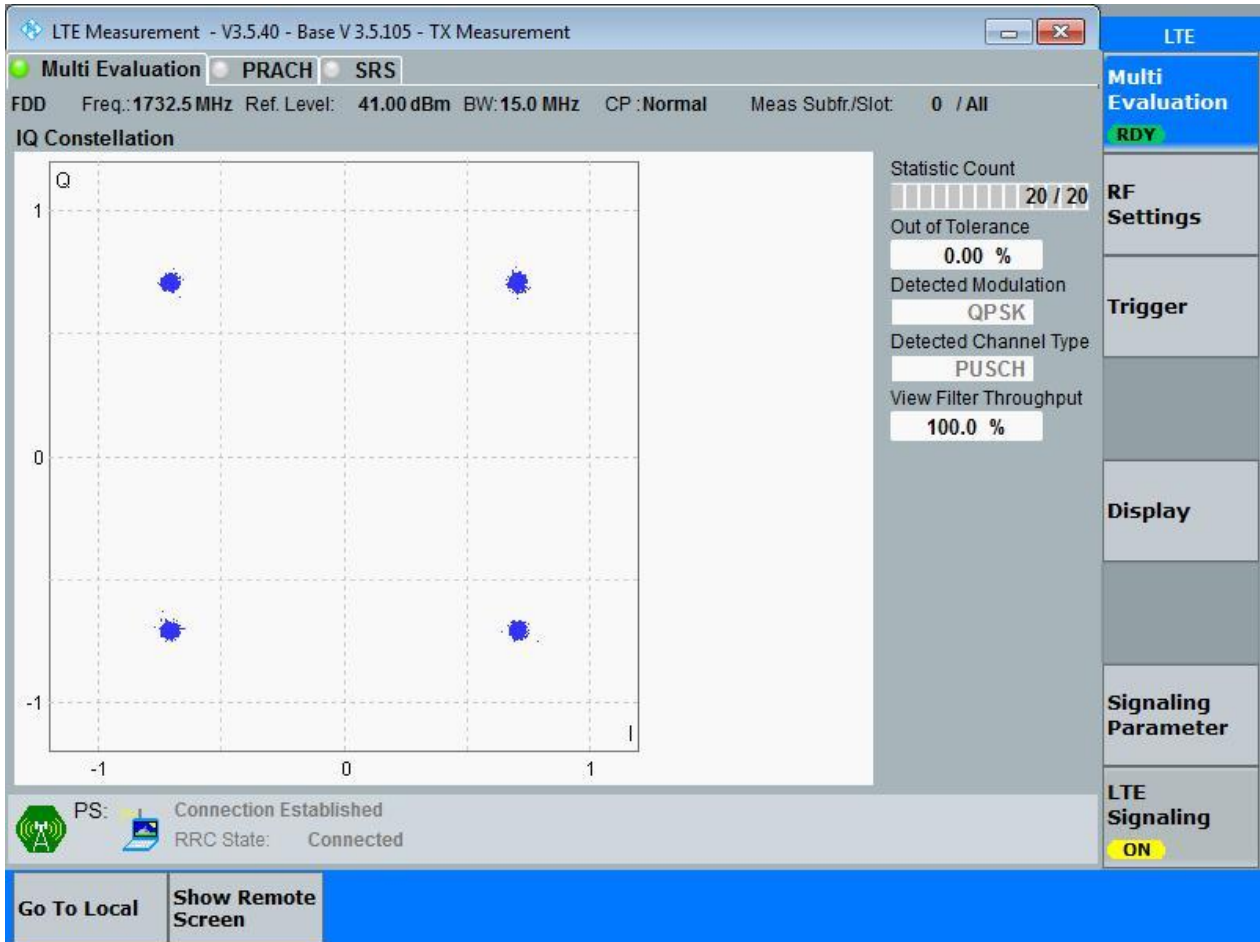 LTE Measurement - V3.5.40 - Base V 3.5.105 - TX Measurement
LTE
Multi Evaluation PRACH SRS
Multi
Evaluation
RDY
FDD Freq.: 1732.5 MHz Ref. Level: 41.00 dBm BW: 15.0 MHz CP : Normal Meas Subfr./Slot: 0 / All
IQ Constellation
Q
1
0
-1
-1 0 1
I
Statistic Count
20 / 20
Out of Tolerance
0.00 %
Detected Modulation
QPSK
Detected Channel Type
PUSCH
View Filter Throughput
100.0 %
RF
Settings
Trigger
Display
Signaling
Parameter
LTE
Signaling
ON
PS: Connection Established
RRC State: Connected
Go To Local
Show Remote
Screen